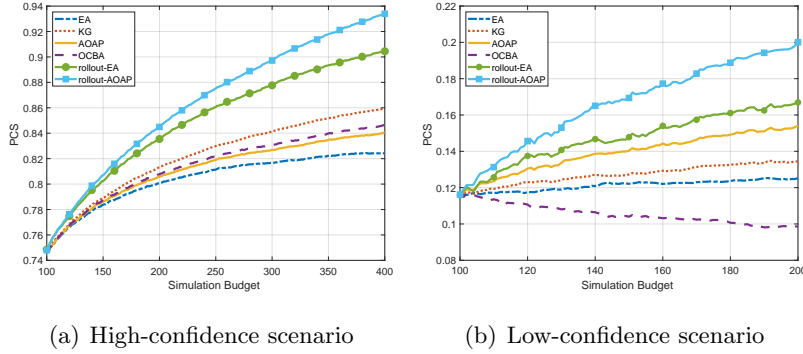 0.94
0.92
0.9
0.88
0.86
0.84
0.82
0.8
0.78
0.76
0.74
PCS
EA
KG
AOAP
OCBA
rollout-EA
rollout-AOAP
100 150 200 250 300 350 400
Simulation Budget
(a) High-confidence scenario
0.22
0.2
0.18
0.16
0.14
0.12
0.1
0.08
PCS
EA
KG
AOAP
OCBA
rollout-EA
rollout-AOAP
100 120 140 160 180 200
Simulation Budget
(b) Low-confidence scenario